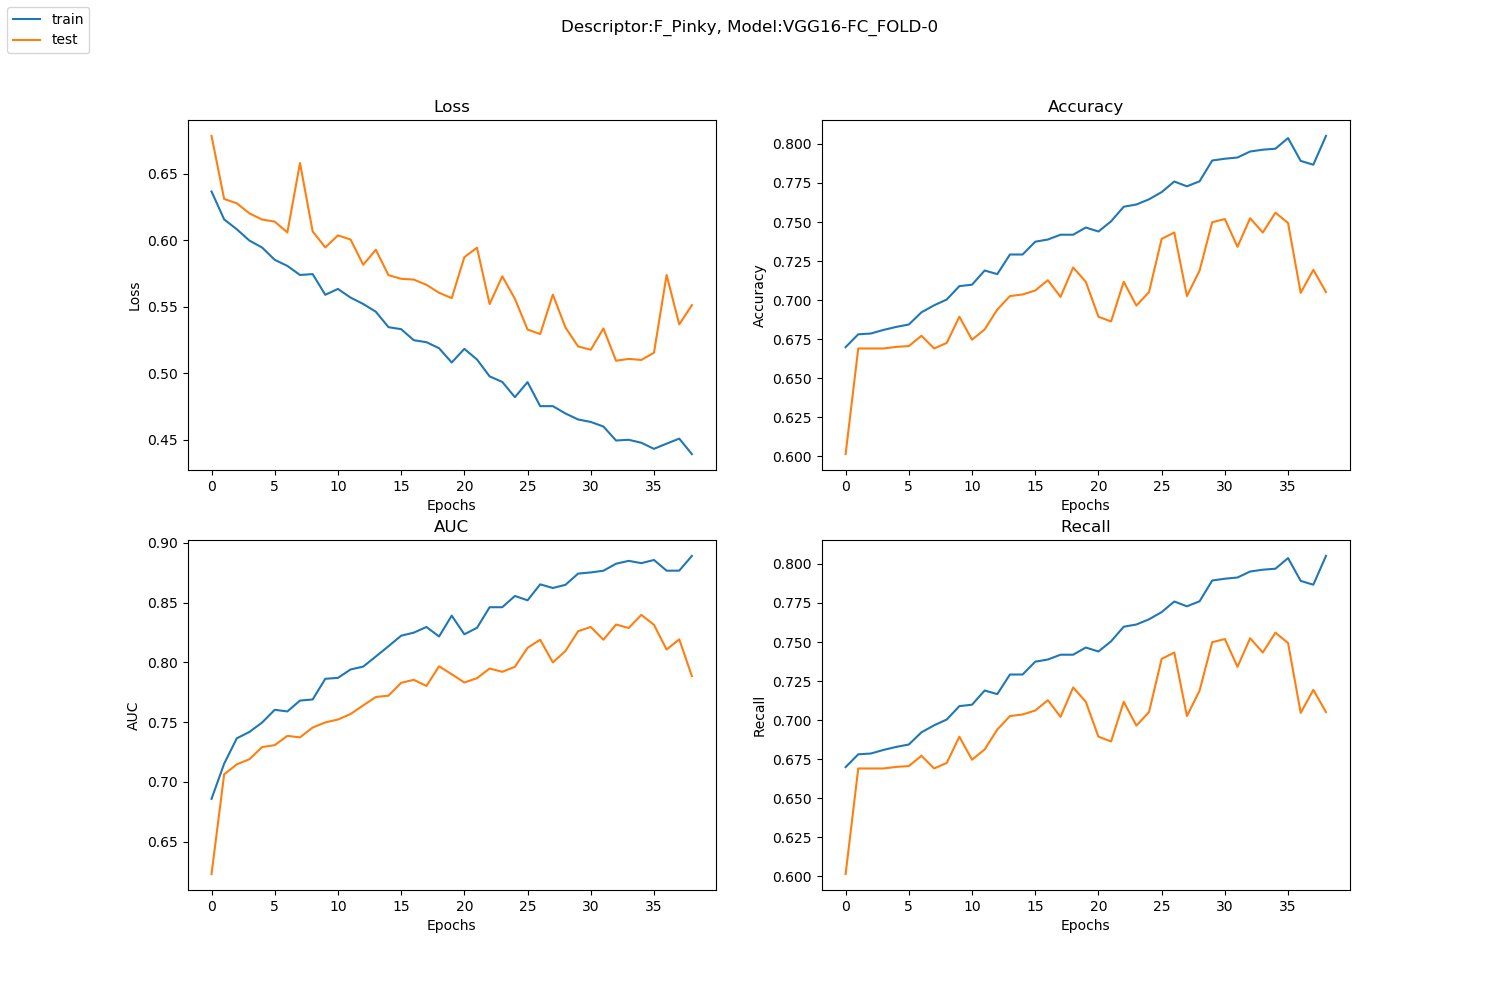 train
test
Descriptor:F_Pinky, Model:VGG16-FC_FOLD-0
Loss
0.65
0.60
0.55
0.50
0.45
Loss
0 5 10 15 20 25 30 35
Epochs
Accuracy
0.800
0.775
0.750
0.725
0.700
0.675
0.650
0.625
0.600
Accuracy
0 5 10 15 20 25 30 35
Epochs
AUC
0.90
0.85
0.80
0.75
0.70
0.65
AUC
0 5 10 15 20 25 30 35
Epochs
Recall
0.800
0.775
0.750
0.725
0.700
0.675
0.650
0.625
0.600
Recall
0 5 10 15 20 25 30 35
Epochs